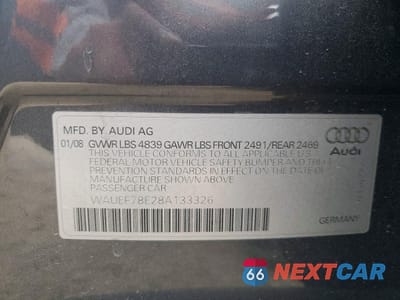 MFD. BY AUDI AG
01/08 GVWR LBS 4839 GAWR LBS FRONT 2491/REAR 2469
THIS VEHICLE CONFORMS TO ALL APPLICABLE U.S.
FEDERAL MOTOR VEHICLE SAFETY BUMPER AND THEFT
PREVENTION STANDARDS IN EFFECT ON THE DATE OF
MANUFACTURE SHOWN ABOVE
PASSENGER CAR
WAUEF78E28A133326
Audi
GERMANY
66 NEXTCAR